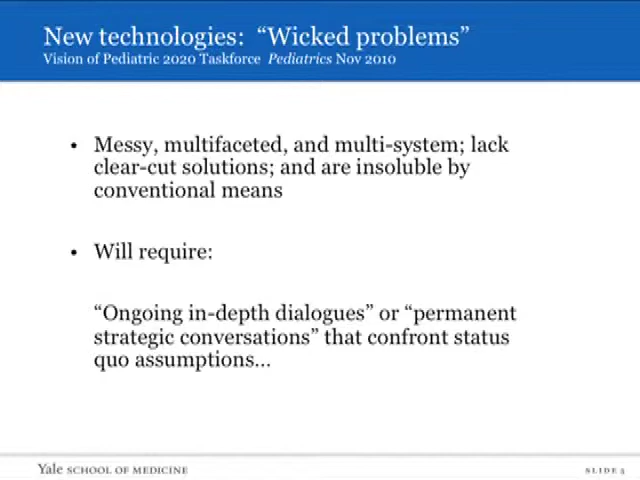 New technologies:  “Wicked problems”
Vision of Pediatric 2020 Taskforce  Pediatrics Nov 2010
• Messy, multifaceted, and multi-system; lack
clear-cut solutions; and are insoluble by
conventional means
• Will require:
“Ongoing in-depth dialogues” or “permanent
strategic conversations” that confront status
quo assumptions…
Yale SCHOOL OF MEDICINE
SLIDE 3